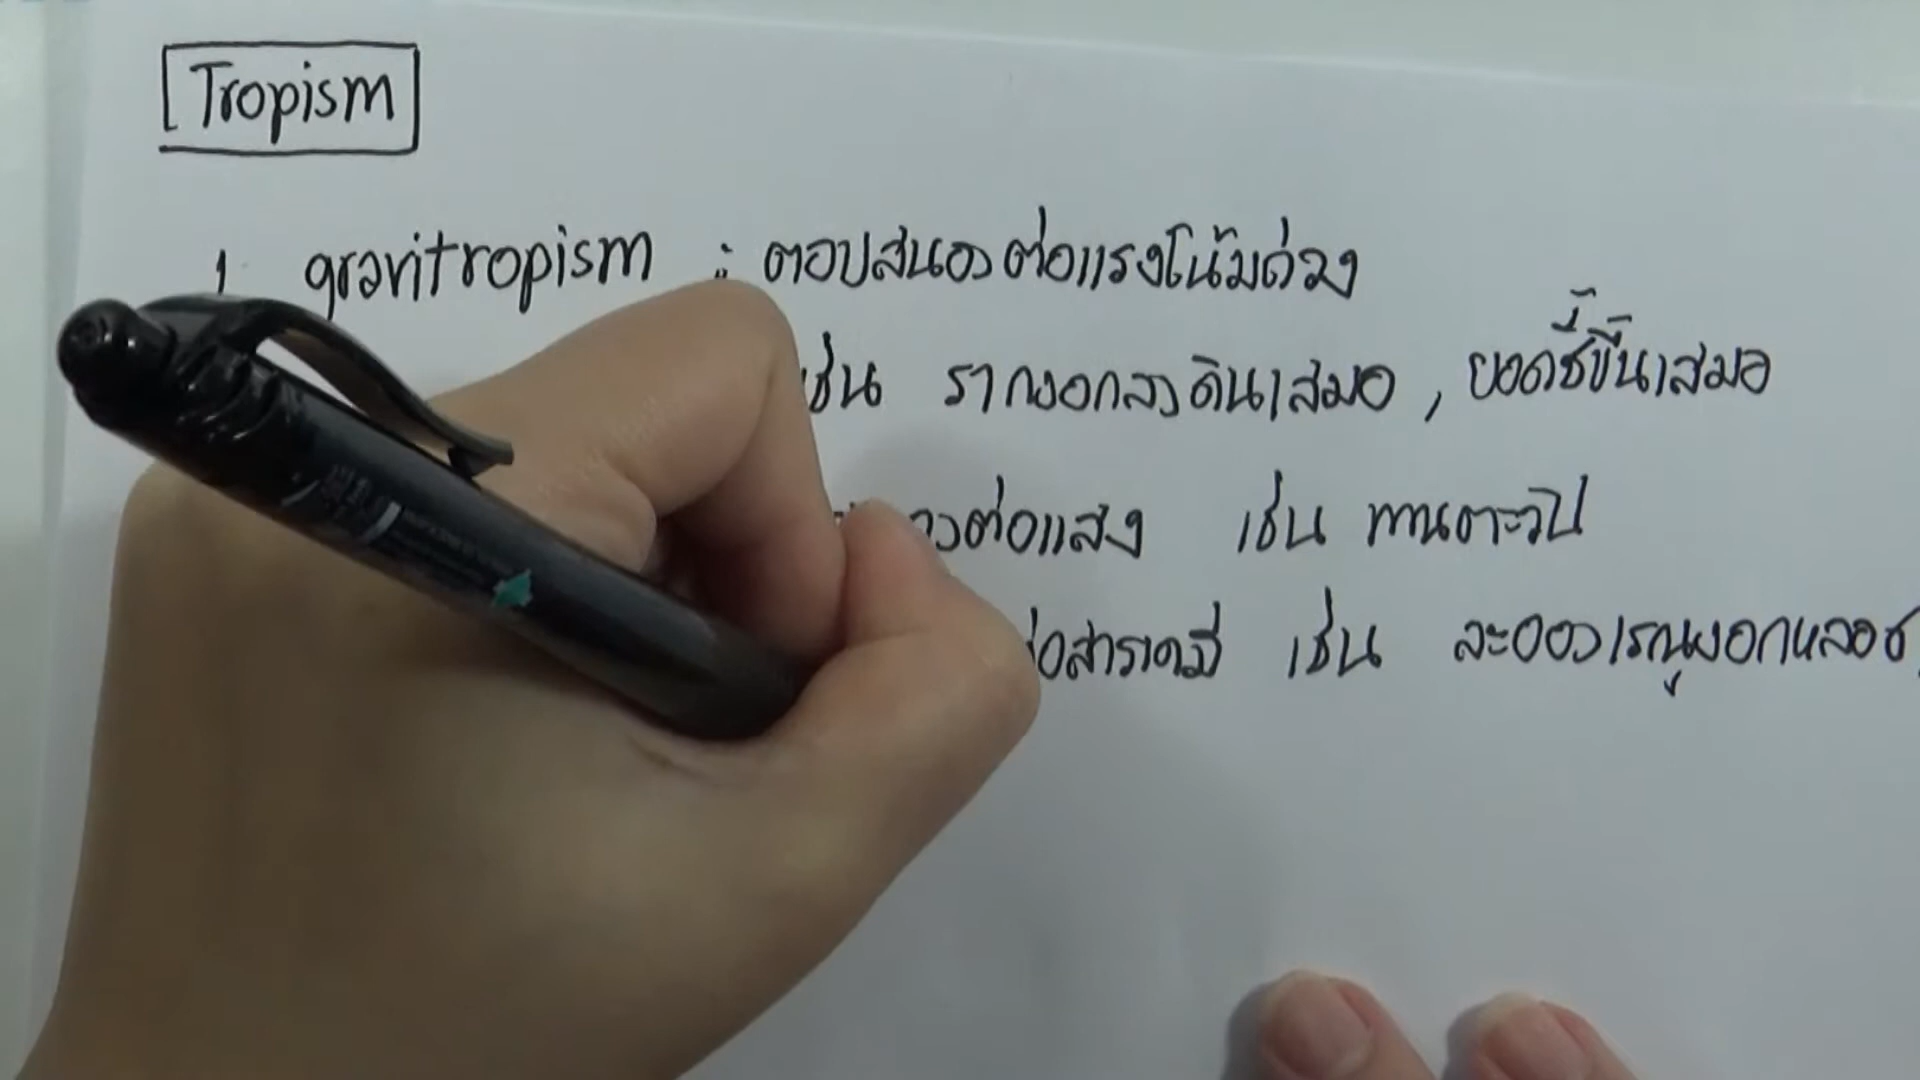 Tropism
1. gravitropism : ตอบสนองต่อแรงโน้มถ่วง
เช่น รากงอกลงดินเสมอ , ยอดชี้ขึ้นเสมอ
ต่อแสง เช่น ทานตะวัน
ต่อสารเคมี เช่น ละอองเรณูงอกหลอด